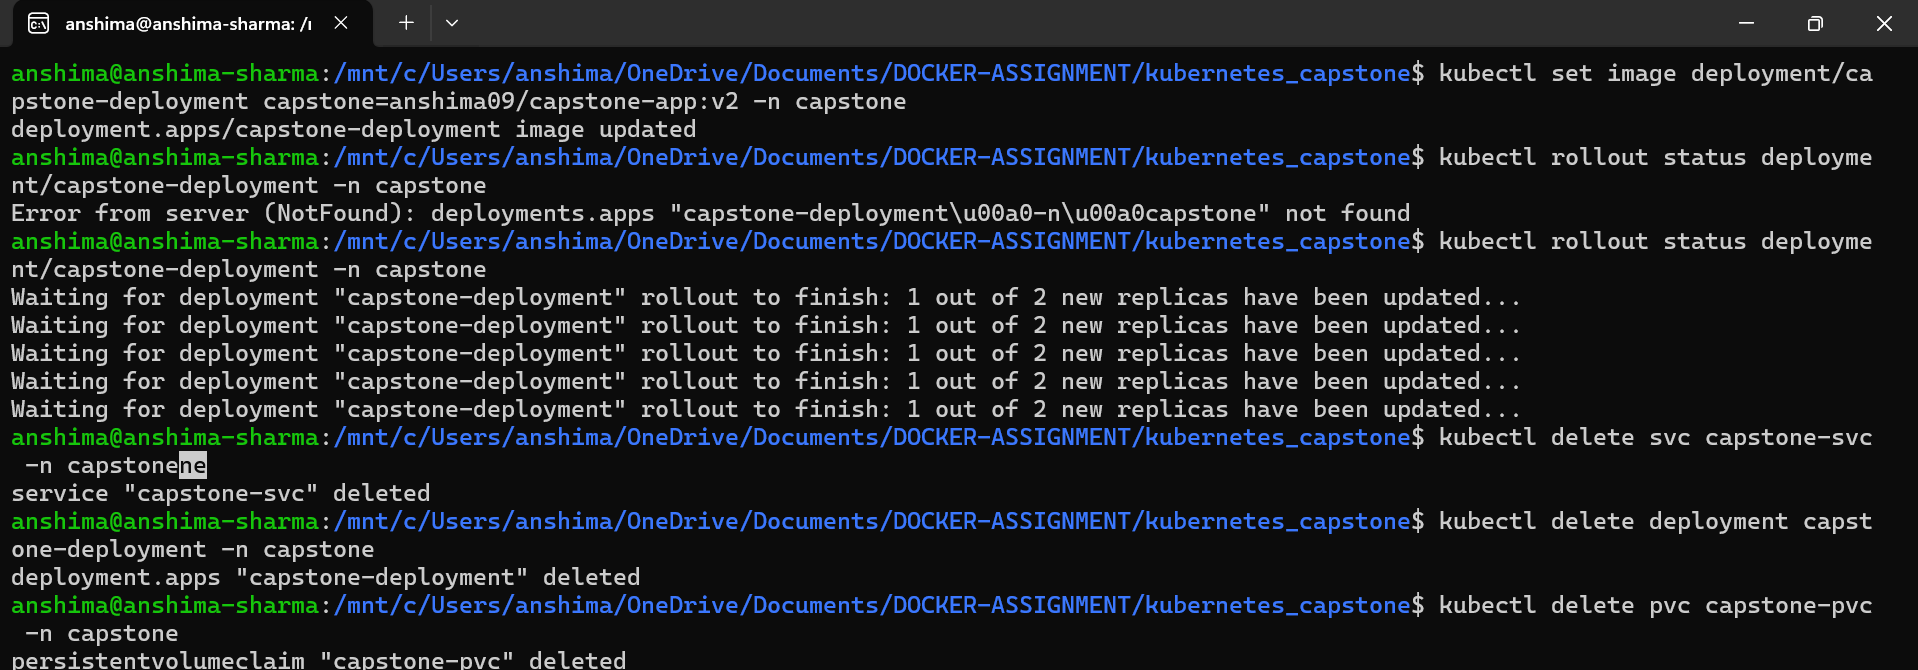 anshima@anshima-sharma: /r
anshima@anshima-sharma:/mnt/c/Users/anshima/OneDrive/Documents/DOCKER-ASSIGNMENT/kubernetes_capstone$ kubectl set image deployment/ca
pstone-deployment capstone=anshima09/capstone-app:v2 -n capstone
deployment.apps/capstone-deployment image updated
anshima@anshima-sharma:/mnt/c/Users/anshima/OneDrive/Documents/DOCKER-ASSIGNMENT/kubernetes_capstone$ kubectl rollout status deployme
nt/capstone-deployment -n capstone
Error from server (NotFound): deployments.apps "capstone-deployment\u00a0-n\u00a0capstone" not found
anshima@anshima-sharma:/mnt/c/Users/anshima/OneDrive/Documents/DOCKER-ASSIGNMENT/kubernetes_capstone$ kubectl rollout status deployme
nt/capstone-deployment -n capstone
Waiting for deployment "capstone-deployment" rollout to finish: 1 out of 2 new replicas have been updated...
Waiting for deployment "capstone-deployment" rollout to finish: 1 out of 2 new replicas have been updated...
Waiting for deployment "capstone-deployment" rollout to finish: 1 out of 2 new replicas have been updated...
Waiting for deployment "capstone-deployment" rollout to finish: 1 out of 2 new replicas have been updated...
Waiting for deployment "capstone-deployment" rollout to finish: 1 out of 2 new replicas have been updated...
anshima@anshima-sharma:/mnt/c/Users/anshima/OneDrive/Documents/DOCKER-ASSIGNMENT/kubernetes_capstone$ kubectl delete svc capstone-svc
 -n capstonene
service "capstone-svc" deleted
anshima@anshima-sharma:/mnt/c/Users/anshima/OneDrive/Documents/DOCKER-ASSIGNMENT/kubernetes_capstone$ kubectl delete deployment capst
one-deployment -n capstone
deployment.apps "capstone-deployment" deleted
anshima@anshima-sharma:/mnt/c/Users/anshima/OneDrive/Documents/DOCKER-ASSIGNMENT/kubernetes_capstone$ kubectl delete pvc capstone-pvc
 -n capstone
persistentvolumeclaim "capstone-pvc" deleted